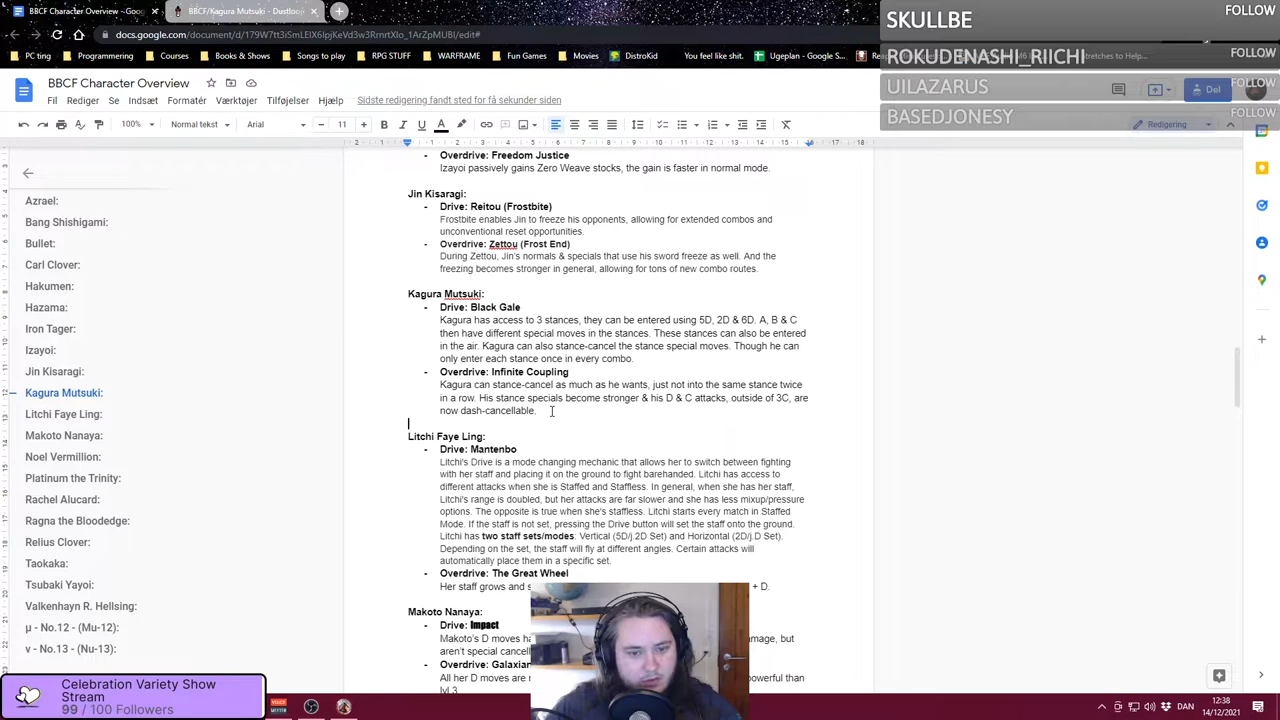 BBCF Character Overview - Goog
BBCF/Kagura Mutsuki - Dustloo
docs.google.com/document/d/
PC ting
Programmering
Courses
Books & Songs
Songs to play
RPG STUFF
WARFRAME
Fun
Movies
DistroKid
You feel like shit.
Ugeplan - Google S
SKULLBE
FOLLOW
ROKUDENASHI_RIICHI
FOLLOW
UILAZARUS
FOLLOW
BASEDJONESY
FOLLOW
BBCF Character Overview
Fil Rediger Se Indsæt Formatér Værktøjer Tilføjelser Hjælp Sidste redigering fandt sted for få sekunder siden
Del
100% Normal tekst Arial 11
Redigering
Azrael:
Bang Shishigami:
Bullet:
Carl Clover:
Hakumen:
Hazama:
Iron Tager:
Izayoi:
Jin Kisaragi:
Kagura Mutsuki:
Litchi Faye Ling:
Makoto Nanaya:
Noel Vermillion:
Platinum the Trinity:
Rachel Alucard:
Ragna the Bloodedge:
Relius Clover:
Taokaka:
Tsubaki Yayoi:
Valkenhayn R. Hellsing:
μ - No.12 - (Mu-12):
ν - No.13 - (Nu-13):
- Overdrive: Freedom Justice
Izayoi passively gains Zero Weave stocks, the gain is faster in normal mode.
Jin Kisaragi:
- Drive: Reitou (Frostbite)
Frostbite enables Jin to freeze his opponents, allowing for extended combos and
unconventional reset opportunities.
- Overdrive: Zettou (Frost End)
During Zettou, Jin's normals & specials that use his sword freeze as well. And the
freezing becomes stronger in general, allowing for tons of new combo routes.
Kagura Mutsuki:
- Drive: Black Gale
Kagura has access to 3 stances, they can be entered using 5D, 2D & 6D. A, B & C
then have different special moves in the stances. These stances can also be entered
in the air. Kagura can also stance-cancel the stance special moves. Though he can
only enter each stance once in every combo.
- Overdrive: Infinite Coupling
Kagura can stance-cancel as much as he wants, just not into the same stance twice
in a row. His stance specials become stronger & his D & C attacks, outside of 3C, are
now dash-cancellable.
Litchi Faye Ling:
- Drive: Mantenbo
Litchi's Drive is a mode changing mechanic that allows her to switch between fighting
with her staff and placing it on the ground to fight barehanded. Litchi has access to
different attacks when she is Staffed and Staffless. In general, when she has her staff,
Litchi's range is doubled, but her attacks are far slower and she has less mixup/pressure
options. The opposite is true when she's staffless. Litchi starts every match in Staffed
Mode. If the staff is not set, pressing the Drive button will set the staff onto the ground.
Litchi has two staff sets/modes: Vertical (5D/j.2D Set) and Horizontal (2D/j.D Set).
Depending on the set, the staff will fly at different angles. Certain attacks will
automatically place them in a specific set.
- Overdrive: The Great Wheel
Her staff grows and s + D.
Makoto Nanaya:
- Drive: Impact
Makoto's D moves ha mage, but
aren't special cancell
- Overdrive: Galaxian
All her D moves are powerful than
lvl 3
Celebration Variety Show
Stream
99 / 100 Followers
DAN
12:38
14/12/2021